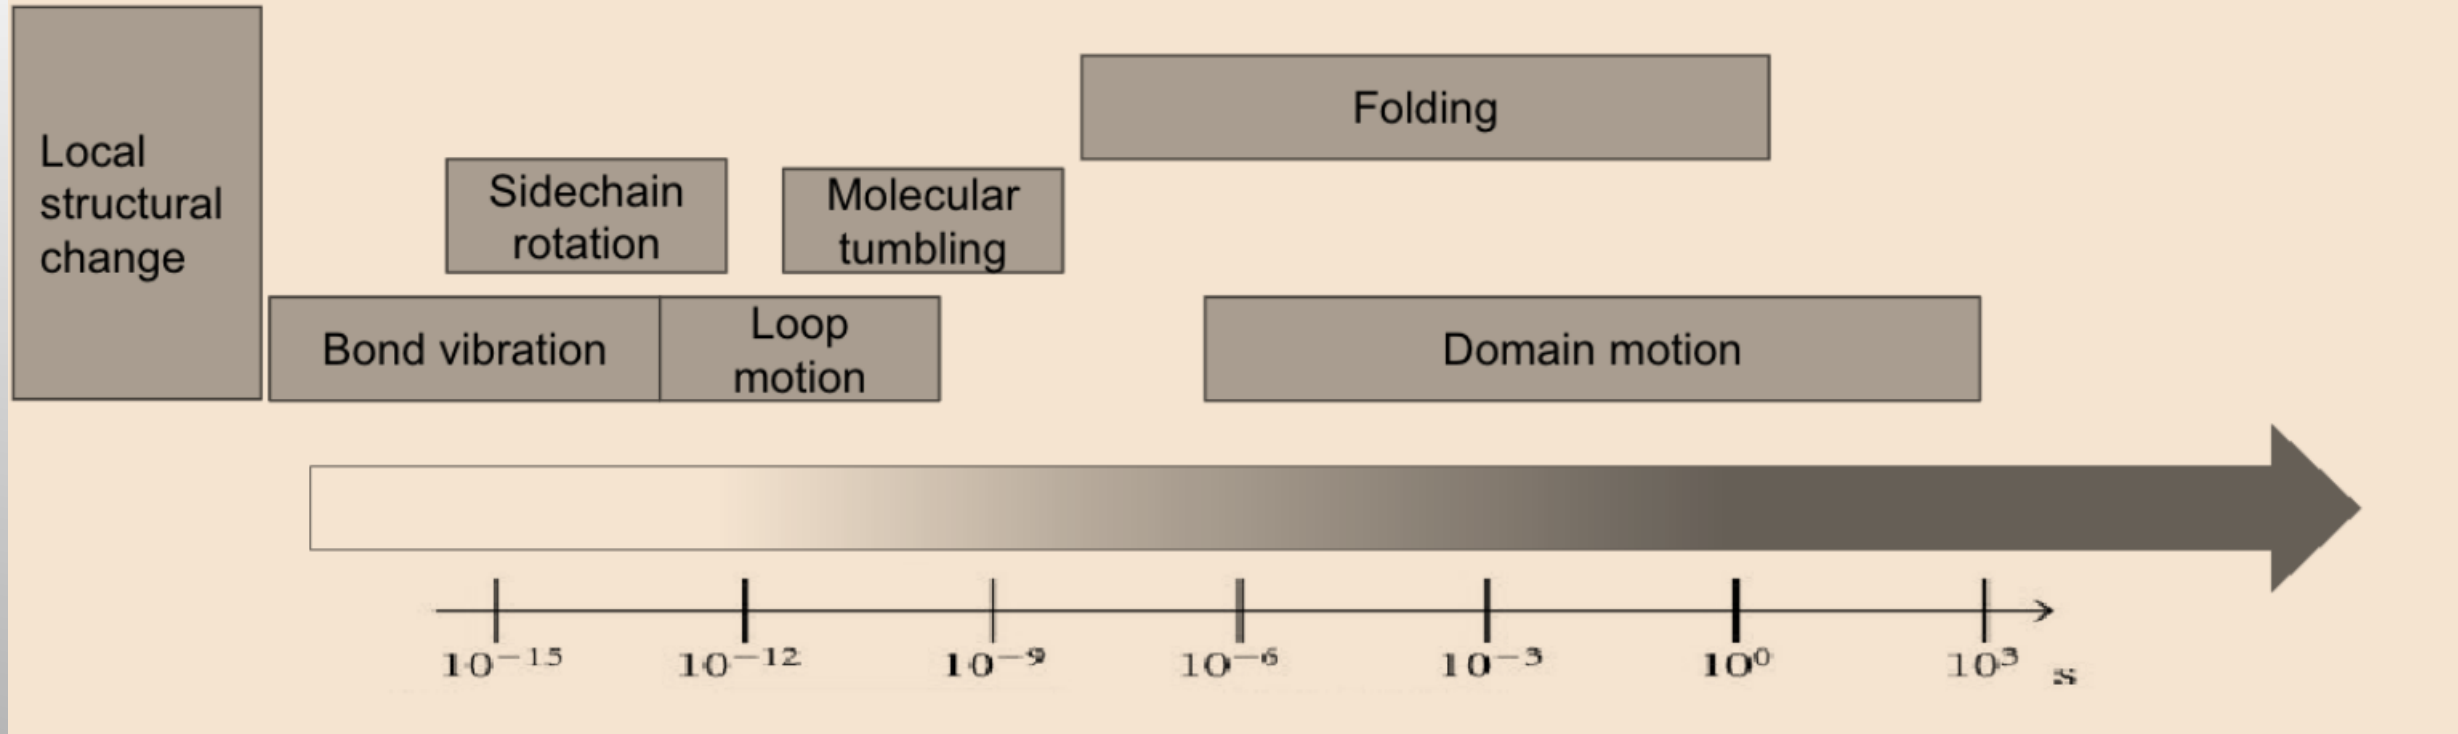 Local
structural
change
Folding
Sidechain
rotation
Molecular
tumbling
Bond vibration
Loop
motion
Domain motion
10⁻¹⁵
10⁻¹²
10⁻⁹
10⁻⁶
10⁻³
10⁰
10³
s